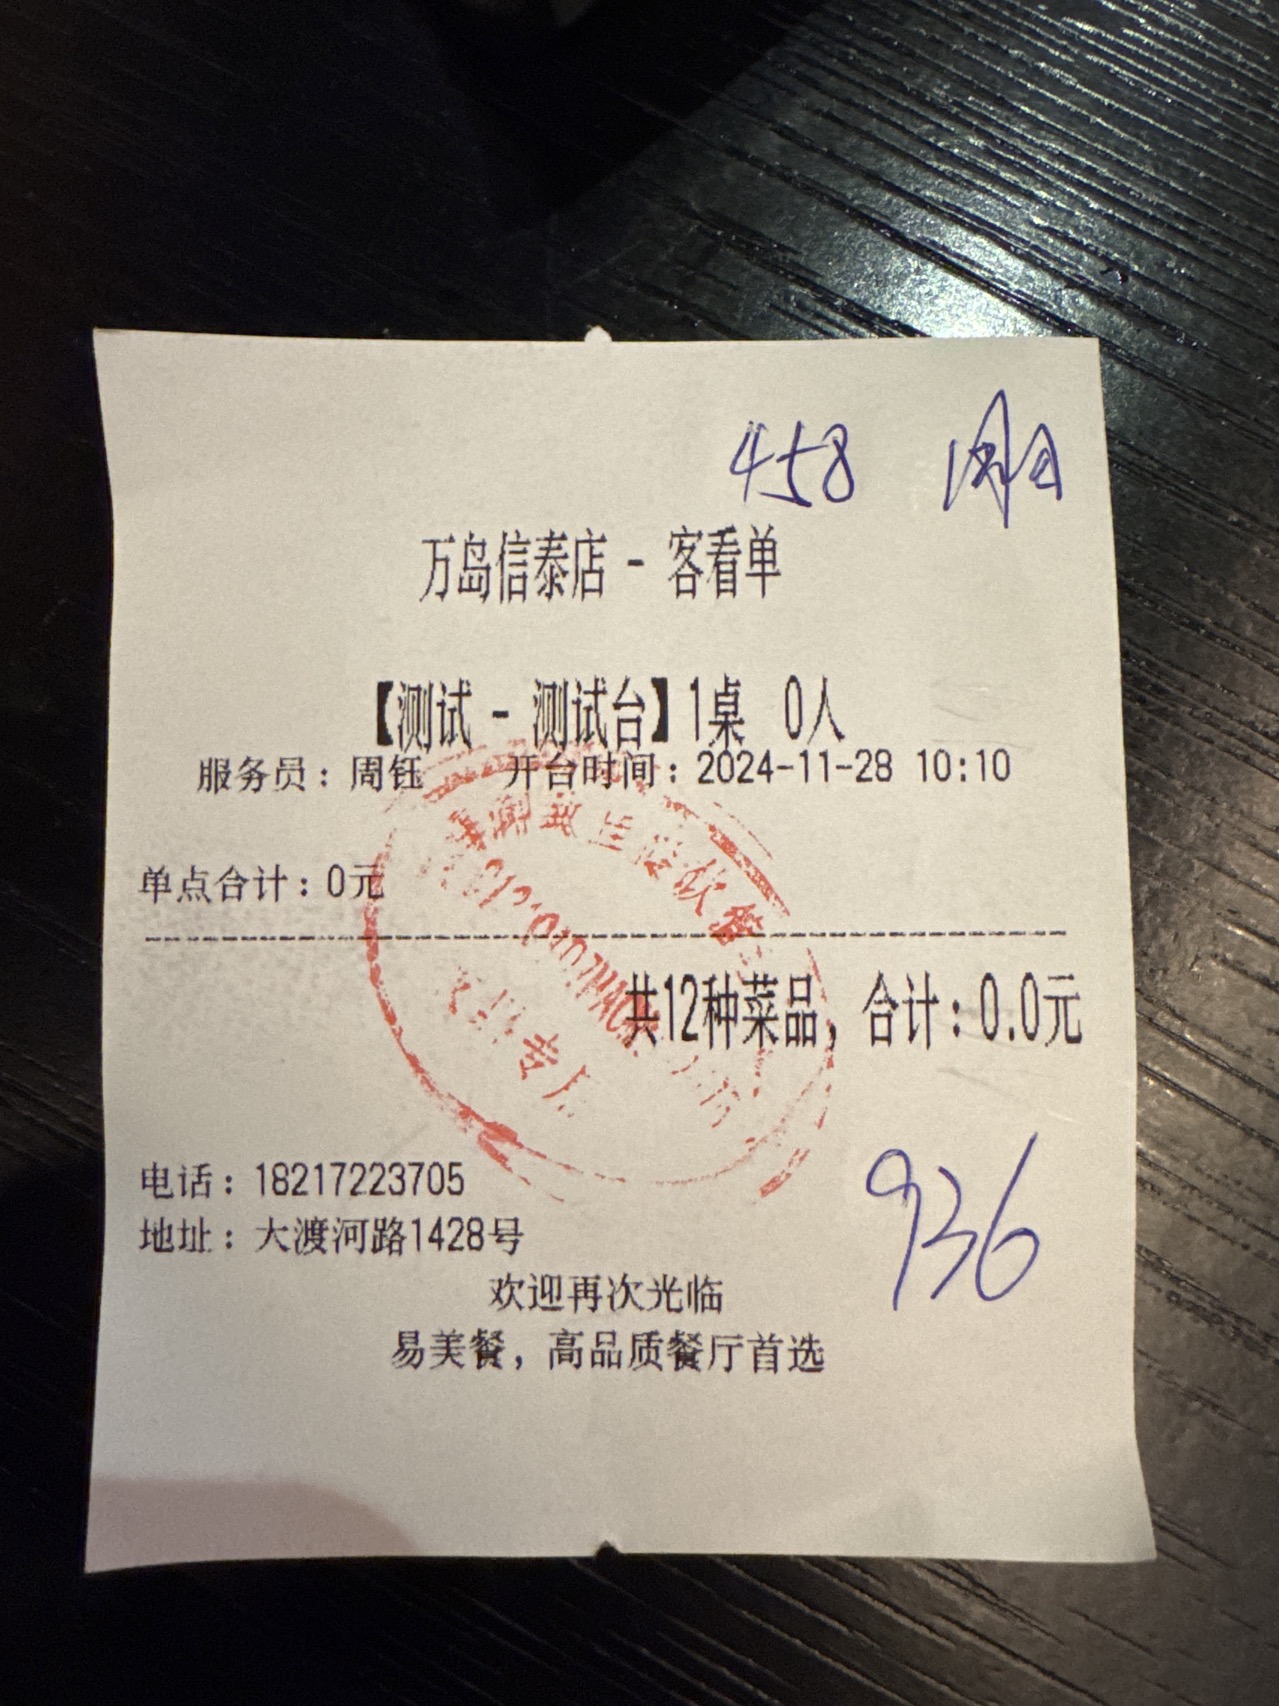 458
万岛信泰店 - 客看单
【测试 - 测试台】1桌 0人
服务员：周钰 开台时间：2024-11-28 10:10
单点合计：0元
共12种菜品，合计：0.0元
936
电话：18217223705
地址：大渡河路1428号
欢迎再次光临
易美餐，高品质餐厅首选